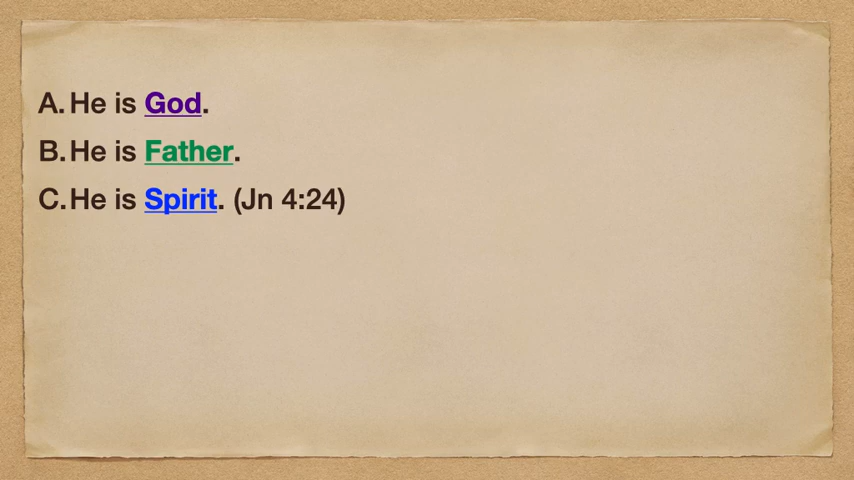 A. He is God.
B. He is Father.
C. He is Spirit. (Jn 4:24)